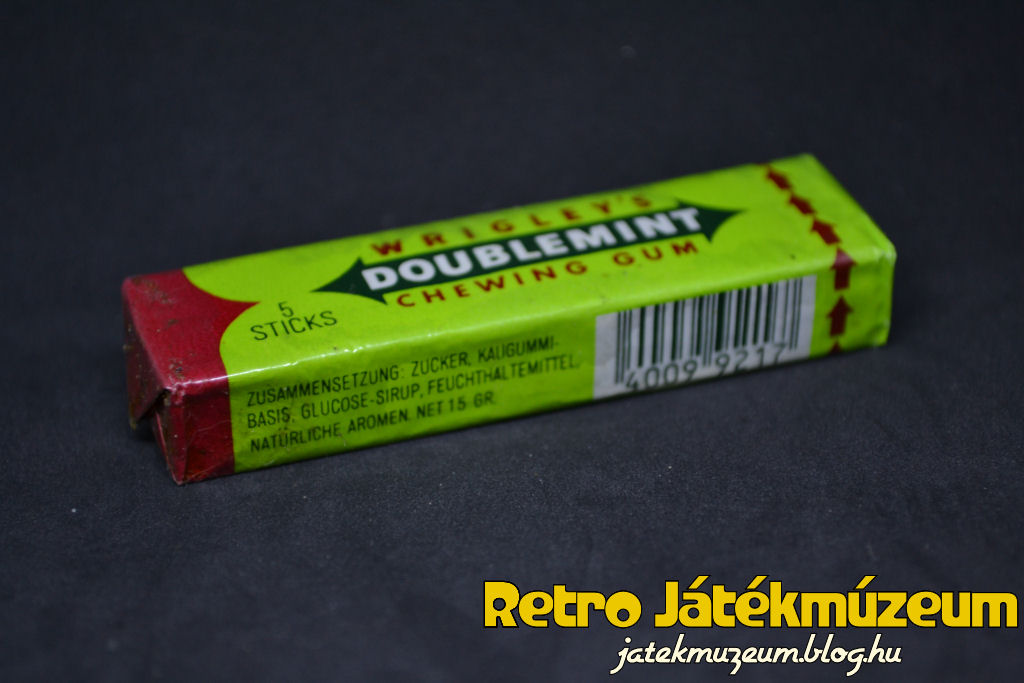 WRIGLEY'S
DOUBLEMINT
CHEWING GUM
5
STICKS
ZUSAMMENSETZUNG: ZUCKER, KAUGUMMI-
BASIS, GLUCOSE-SIRUP, FEUCHTHALTEMITTEL,
NATÜRLICHE AROMEN. NET 15 GR.
4009 9217
Retro Játékmúzeum
jatekmuzeum.blog.hu